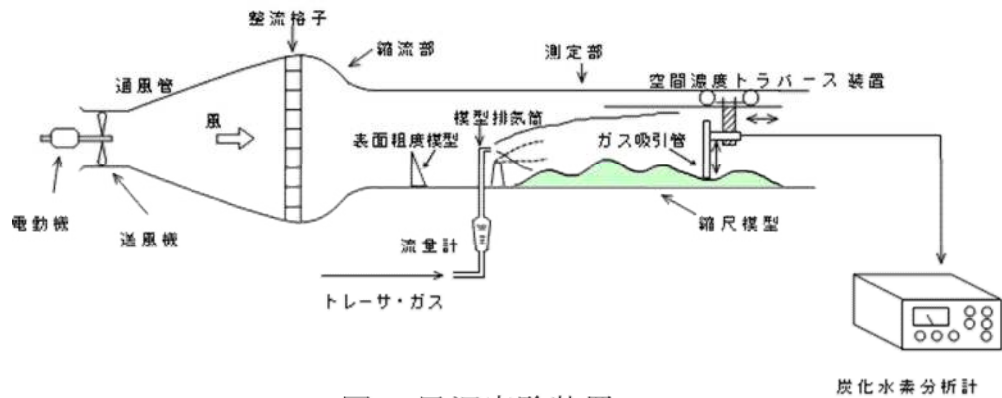 整流格子
縮流部
測定部
通風管
空間濃度トラバース装置
風
模型排気筒
表面粗度模型
ガス吸引管
電動機
送風機
流量計
縮尺模型
トレーサ・ガス
炭化水素分析計